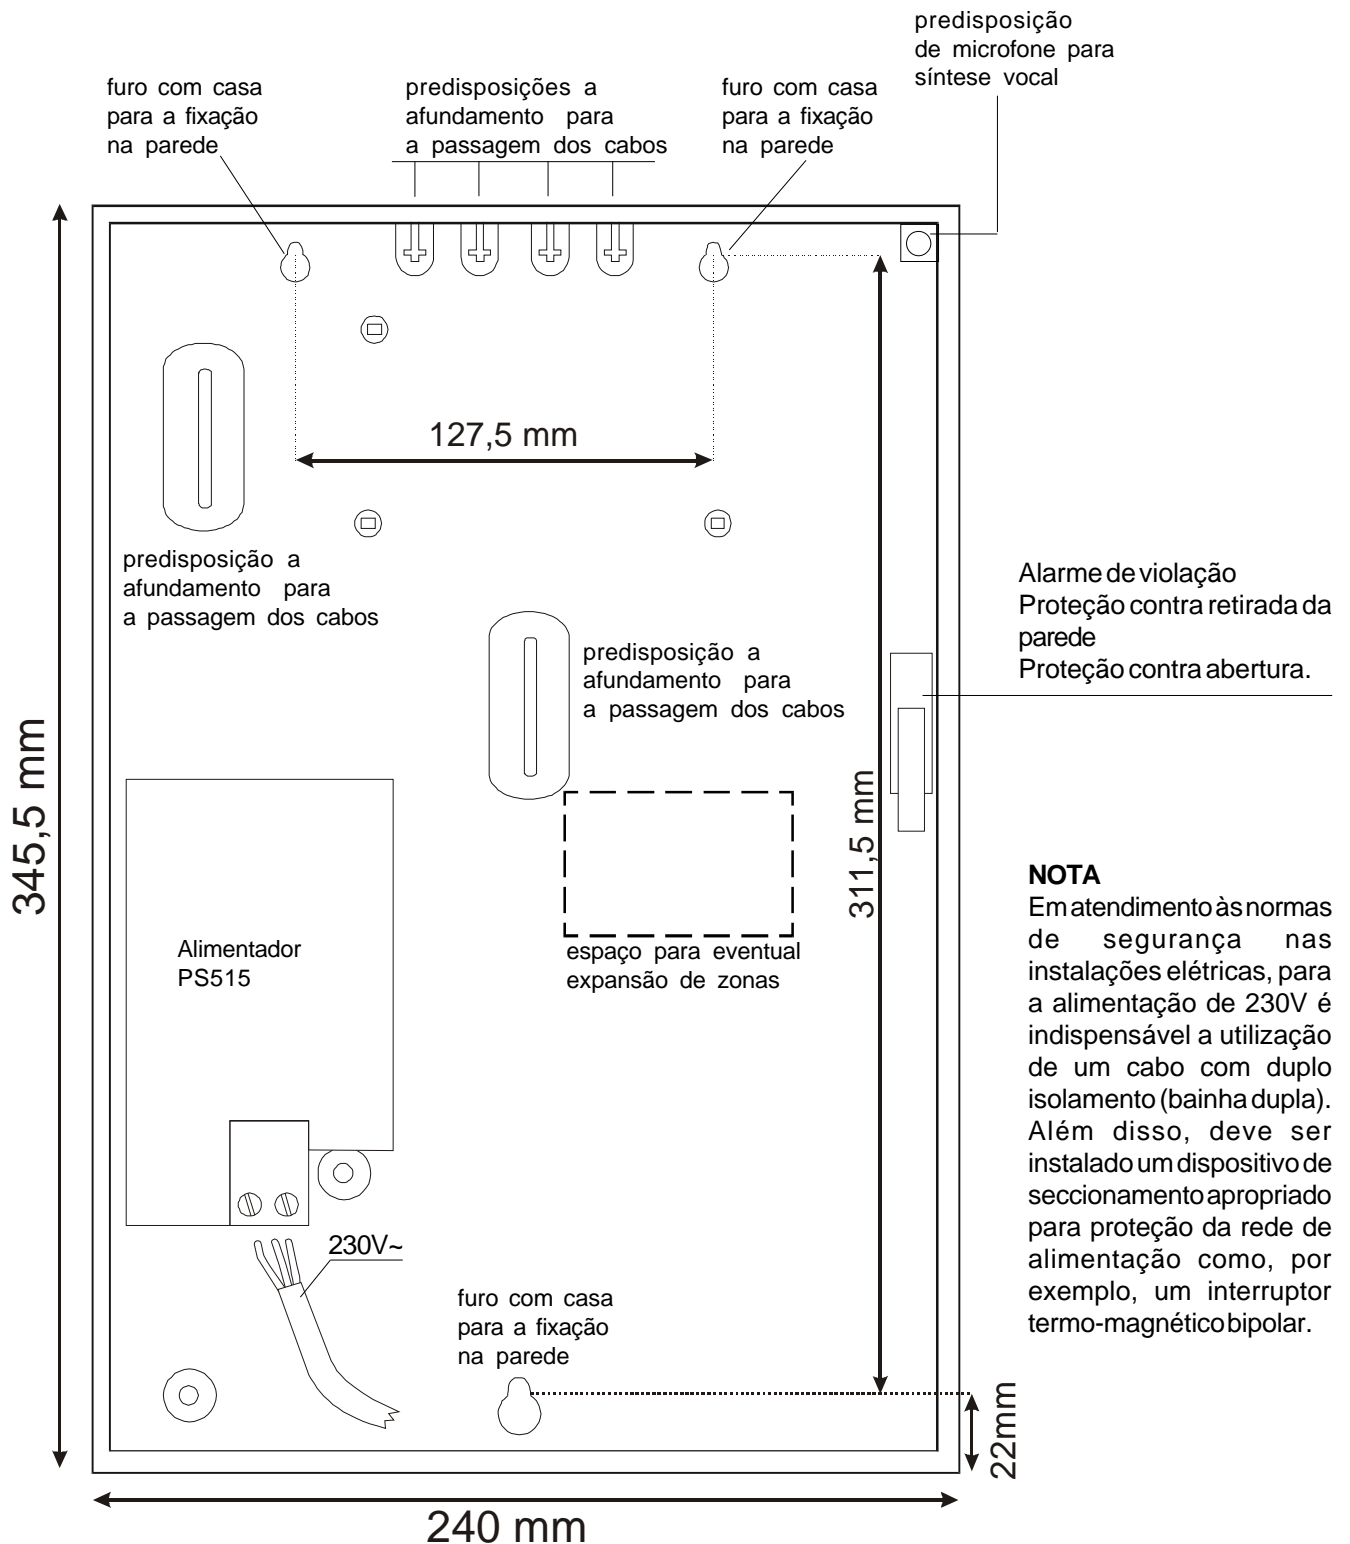 predisposição
de microfone para
síntese vocal
furo com casa
para a fixação
na parede
predisposições a
afundamento para
a passagem dos cabos
furo com casa
para a fixação
na parede
127,5 mm
predisposição a
afundamento para
a passagem dos cabos
predisposição a
afundamento para
a passagem dos cabos
Alarme de violação
Proteção contra retirada da
parede
Proteção contra abertura.
345,5 mm
311,5 mm
Alimentador
PS515
espaço para eventual
expansão de zonas
NOTA
Em atendimento às normas
de segurança nas
instalações elétricas, para
a alimentação de 230V é
indispensável a utilização
de um cabo com duplo
isolamento (bainha dupla).
Além disso, deve ser
instalado um dispositivo de
seccionamento apropriado
para proteção da rede de
alimentação como, por
exemplo, um interruptor
termo-magnético bipolar.
230V~
furo com casa
para a fixação
na parede
22mm
240 mm